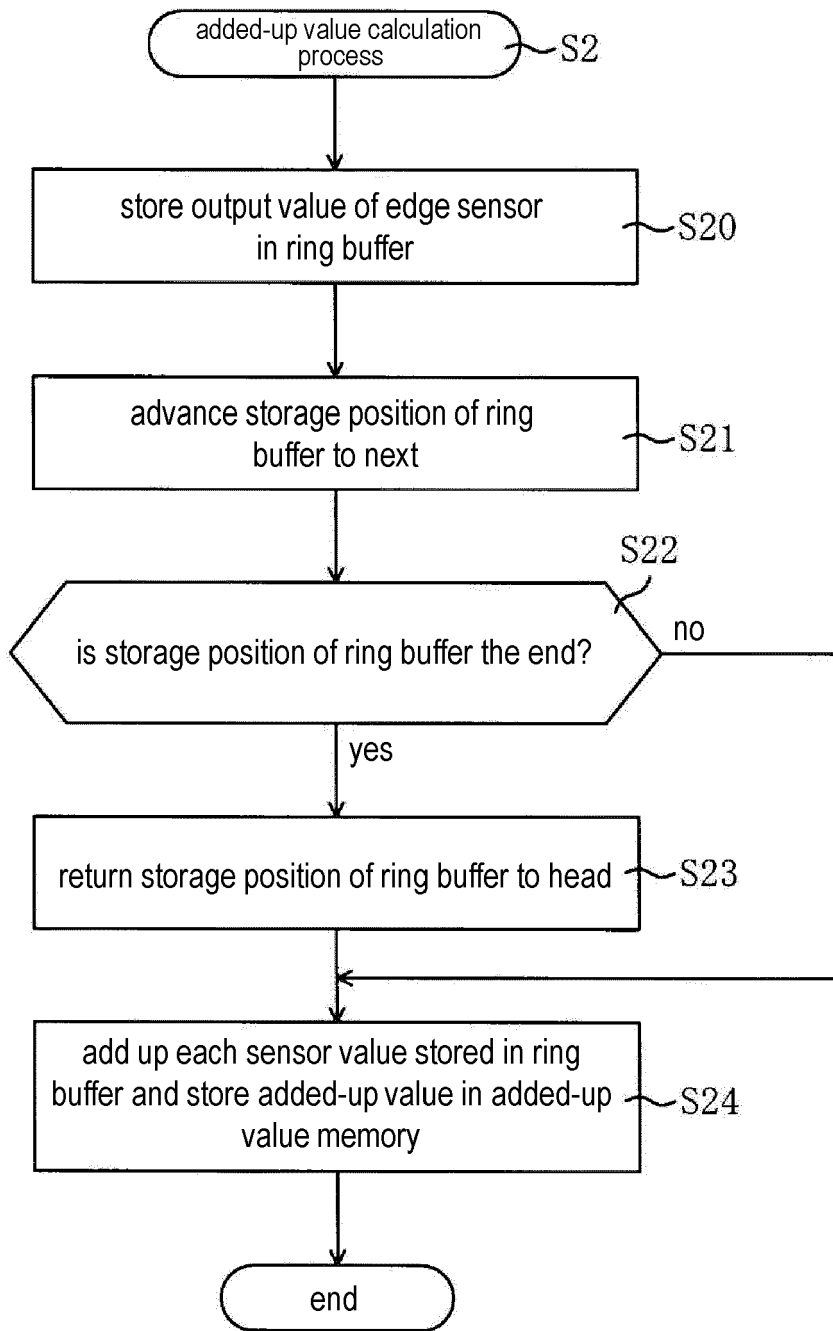 added-up value calculation
process
S2
store output value of edge sensor
in ring buffer
S20
advance storage position of ring
buffer to next
S21
S22
is storage position of ring buffer the end?
no
yes
return storage position of ring buffer to head
S23
add up each sensor value stored in ring
buffer and store added-up value in added-up
value memory
S24
end